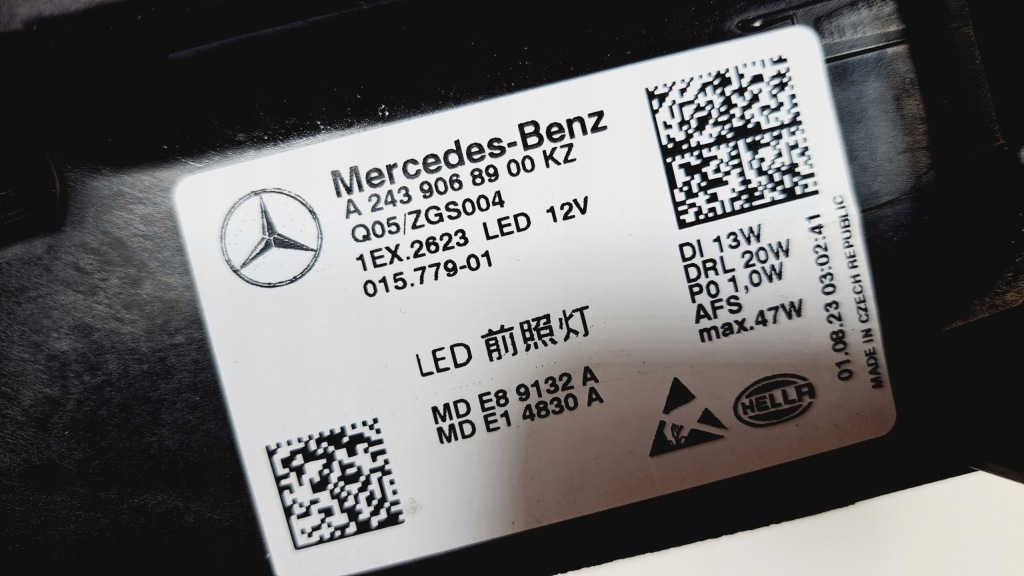 Mercedes-Benz
A 243 906 89 00 KZ
Q05/ZGS004
1EX.2623 LED 12V
015.779-01
LED 前照灯
MD E8 9132 A
MD E1 4830 A
DI 13W
DRL 20W
PO 1,0W
AFS
max.47W
HELLA
01.08.23 03:02:41
MADE IN CZECH REPUBLIC